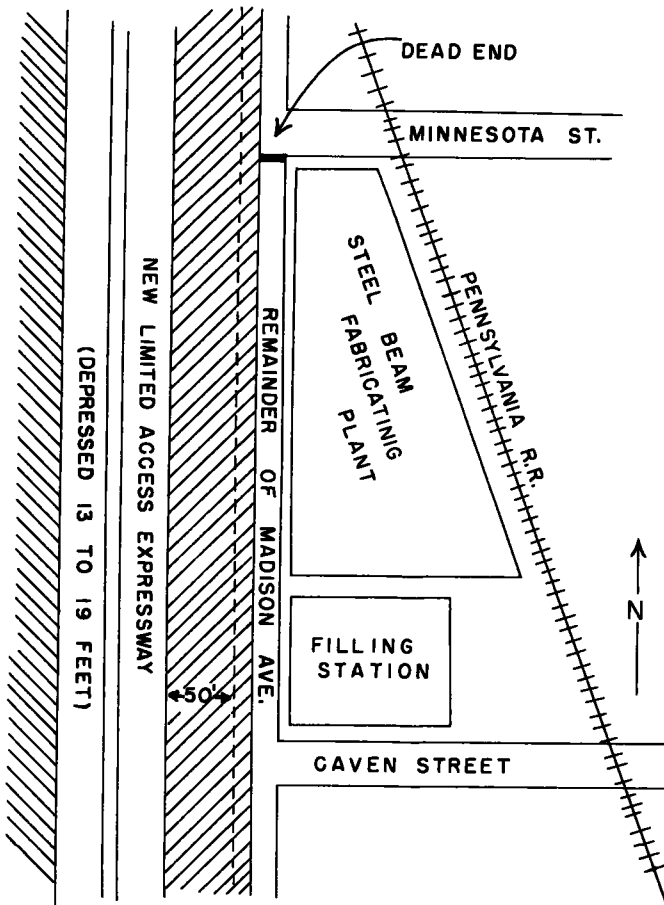 DEAD END
MINNESOTA ST.
NEW LIMITED ACCESS EXPRESSWAY
(DEPRESSED 13 TO 19 FEET)
REMAINDER OF MADISON AVE.
STEEL BEAM
FABRICATINIG
PLANT
PENNSYLVANIA R.R.
N
50'
FILLING
STATION
CAVEN STREET